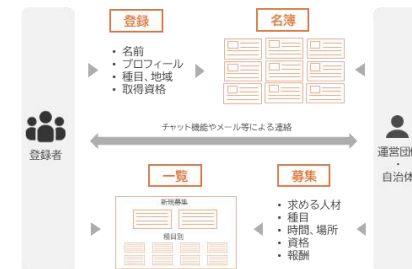 登録
名簿
・名前
・プロフィール
・種目、地域
・取得資格
チャット機能やメール等による連絡
登録者
運営団体
・
自治体
一覧
募集
新規募集
種目別
・求める人材
・種目
・時間、場所
・資格
・報酬